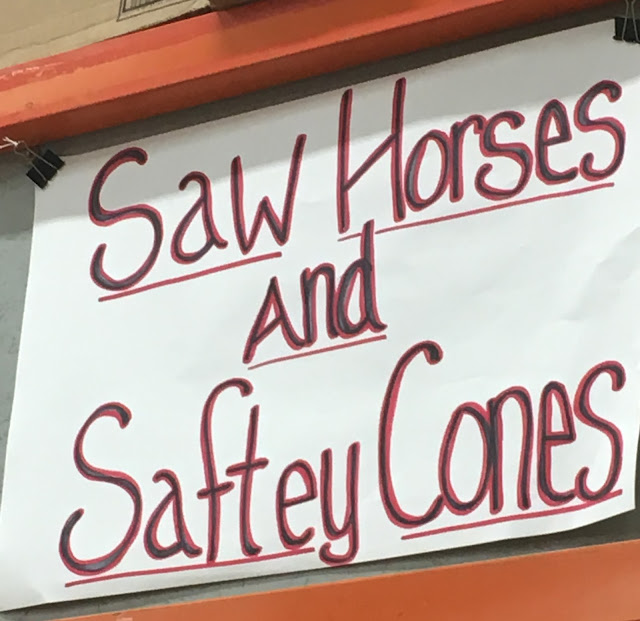 Saw Horses
And
Saftey Cones